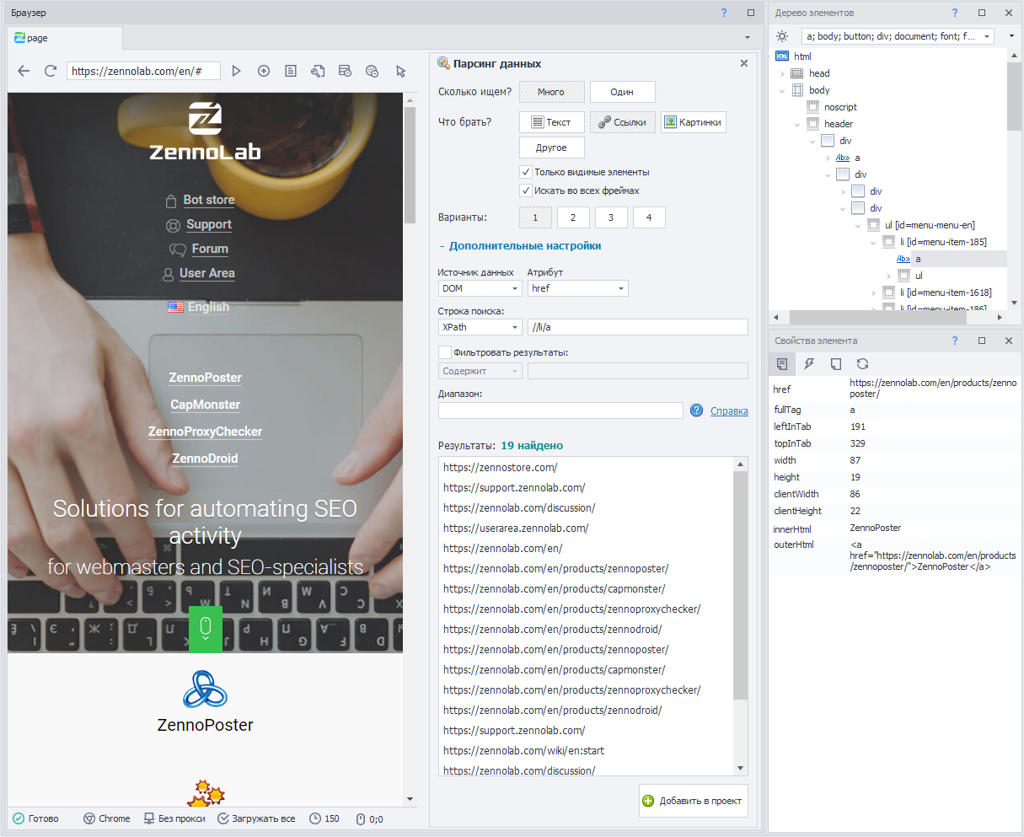 Браузер
page
https://zennolab.com/en/#
ZennoLab
Bot store
Support
Forum
User Area
English
ZennoPoster
CapMonster
ZennoProxyChecker
ZennoDroid
Solutions for automating SEO
activity
for webmasters and SEO-specialists
ZennoPoster
Готово
Chrome
Без прокси
Загружать все
150
0;0
Парсинг данных
Сколько ищем? Много Один
Что брать? Текст Ссылки Картинки
Другое
Только видимые элементы
Искать во всех фреймах
Варианты: 1 2 3 4
- Дополнительные настройки
Источник данных Атрибут
DOM href
Строка поиска:
XPath //li/a
Фильтровать результаты:
Содержит
Диапазон:
? Справка
Результаты: 19 найдено
https://zennostore.com/
https://support.zennolab.com/
https://zennolab.com/discussion/
https://userarea.zennolab.com/
https://zennolab.com/en/
https://zennolab.com/en/products/zennoposter/
https://zennolab.com/en/products/capmonster/
https://zennolab.com/en/products/zennoproxychecker/
https://zennolab.com/en/products/zennodroid/
https://zennolab.com/en/products/zennoposter/
https://zennolab.com/en/products/capmonster/
https://zennolab.com/en/products/zennoproxychecker/
https://zennolab.com/en/products/zennodroid/
https://support.zennolab.com/
https://zennolab.com/wiki/en:start
https://zennolab.com/discussion/
Добавить в проект
Дерево элементов
a; body; button; div; document; font; f...
html
head
body
noscript
header
div
Ab» a
div
div
div
ul [id=menu-menu-en]
li [id=menu-item-185]
Ab» a
ul
li [id=menu-item-1618]
li [id=menu-item-186]
Свойства элемента
href https://zennolab.com/en/products/zenno
poster/
fullTag a
leftInTab 191
topInTab 329
width 87
height 19
clientWidth 86
clientHeight 22
innerHtml ZennoPoster
outerHtml <a
href="https://zennolab.com/en/products
/zennoposter/">ZennoPoster</a>